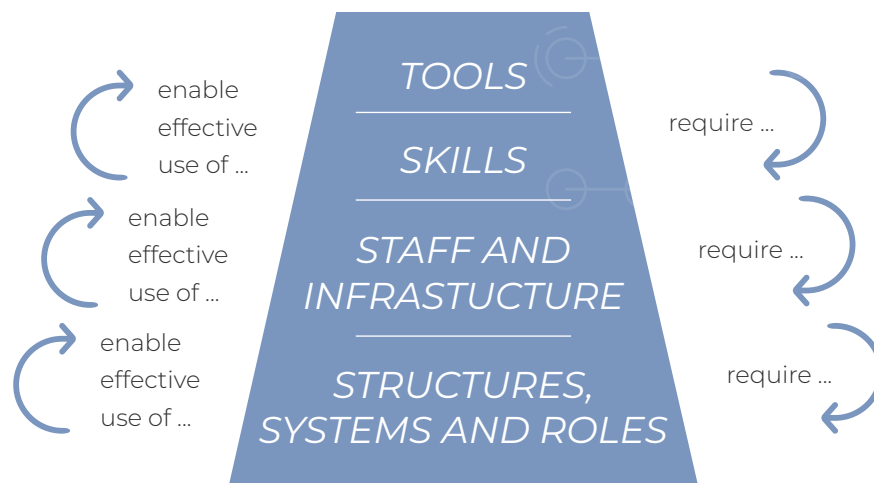 TOOLS
enable
effective
use of ...
require ...
SKILLS
enable
effective
use of ...
require ...
STAFF AND
INFRASTUCTURE
enable
effective
use of ...
require ...
STRUCTURES,
SYSTEMS AND ROLES